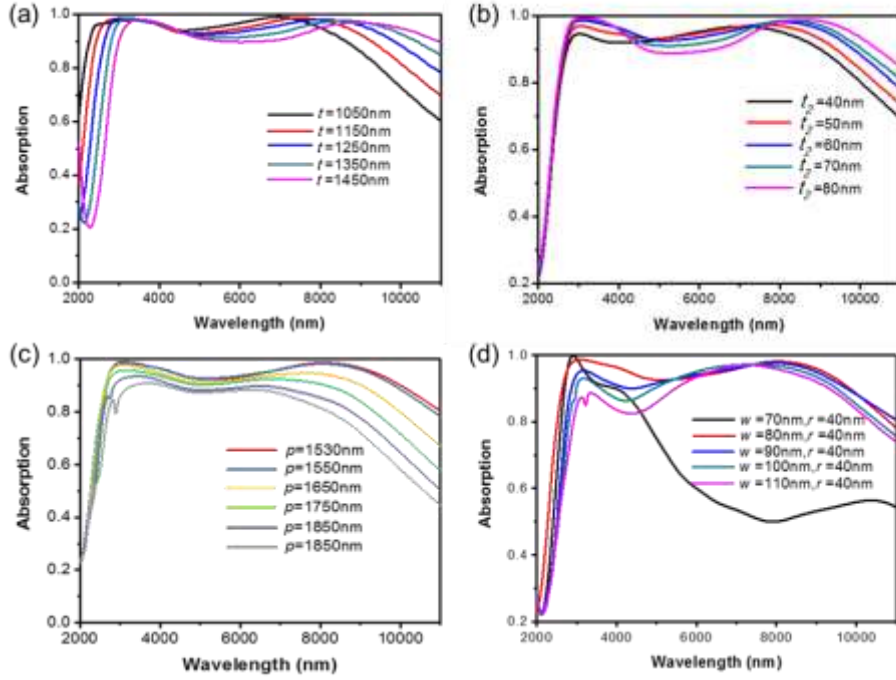 (a)
1.0
0.8
0.6
0.4
0.2
0.0
Absorption
t=1050nm
t=1150nm
t=1250nm
t=1350nm
t=1450nm
2000 4000 6000 8000 10000
Wavelength (nm)
(b)
1.0
0.8
0.6
0.4
0.2
Absorption
t2=40nm
t2=50nm
t2=60nm
t2=70nm
t2=80nm
2000 4000 6000 8000 10000
Wavelength (nm)
(c)
1.0
0.8
0.6
0.4
0.2
0.0
Absorption
p=1530nm
p=1550nm
p=1650nm
p=1750nm
p=1850nm
p=1850nm
2000 4000 6000 8000 10000
Wavelength (nm)
(d)
1.0
0.8
0.6
0.4
0.2
Absorption
w=70nm,r=40nm
w=80nm,r=40nm
w=90nm,r=40nm
w=100nm,r=40nm
w=110nm,r=40nm
2000 4000 6000 8000 10000
Wavelength (nm)